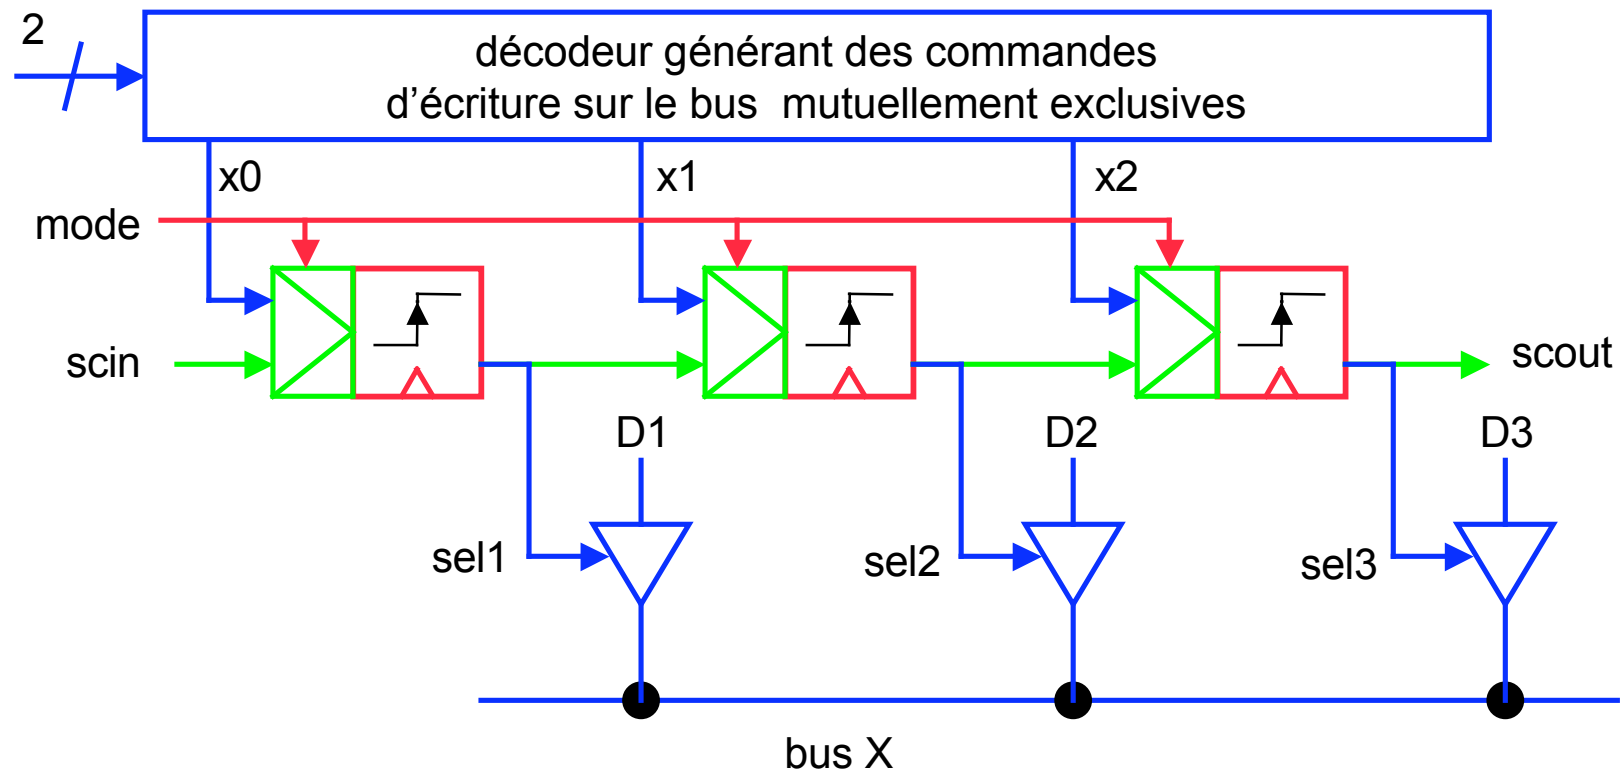 2
décodeur générant des commandes
d'écriture sur le bus mutuellement exclusives
x0
x1
x2
mode
scin
scout
D1
D2
D3
sel1
sel2
sel3
bus X